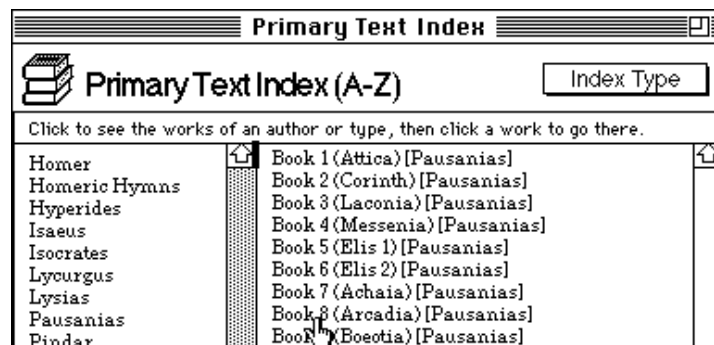 Primary Text Index
Primary Text Index (A-Z)
Index Type
Click to see the works of an author or type, then click a work to go there.
Homer
Homeric Hymns
Hyperides
Isaeus
Isocrates
Lycurgus
Lysias
Pausanias
Pindar
Book 1 (Attica) [Pausanias]
Book 2 (Corinth) [Pausanias]
Book 3 (Laconia) [Pausanias]
Book 4 (Messenia) [Pausanias]
Book 5 (Elis 1) [Pausanias]
Book 6 (Elis 2) [Pausanias]
Book 7 (Achaia) [Pausanias]
Book 8 (Arcadia) [Pausanias]
Book (Boeotia) [Pausanias]